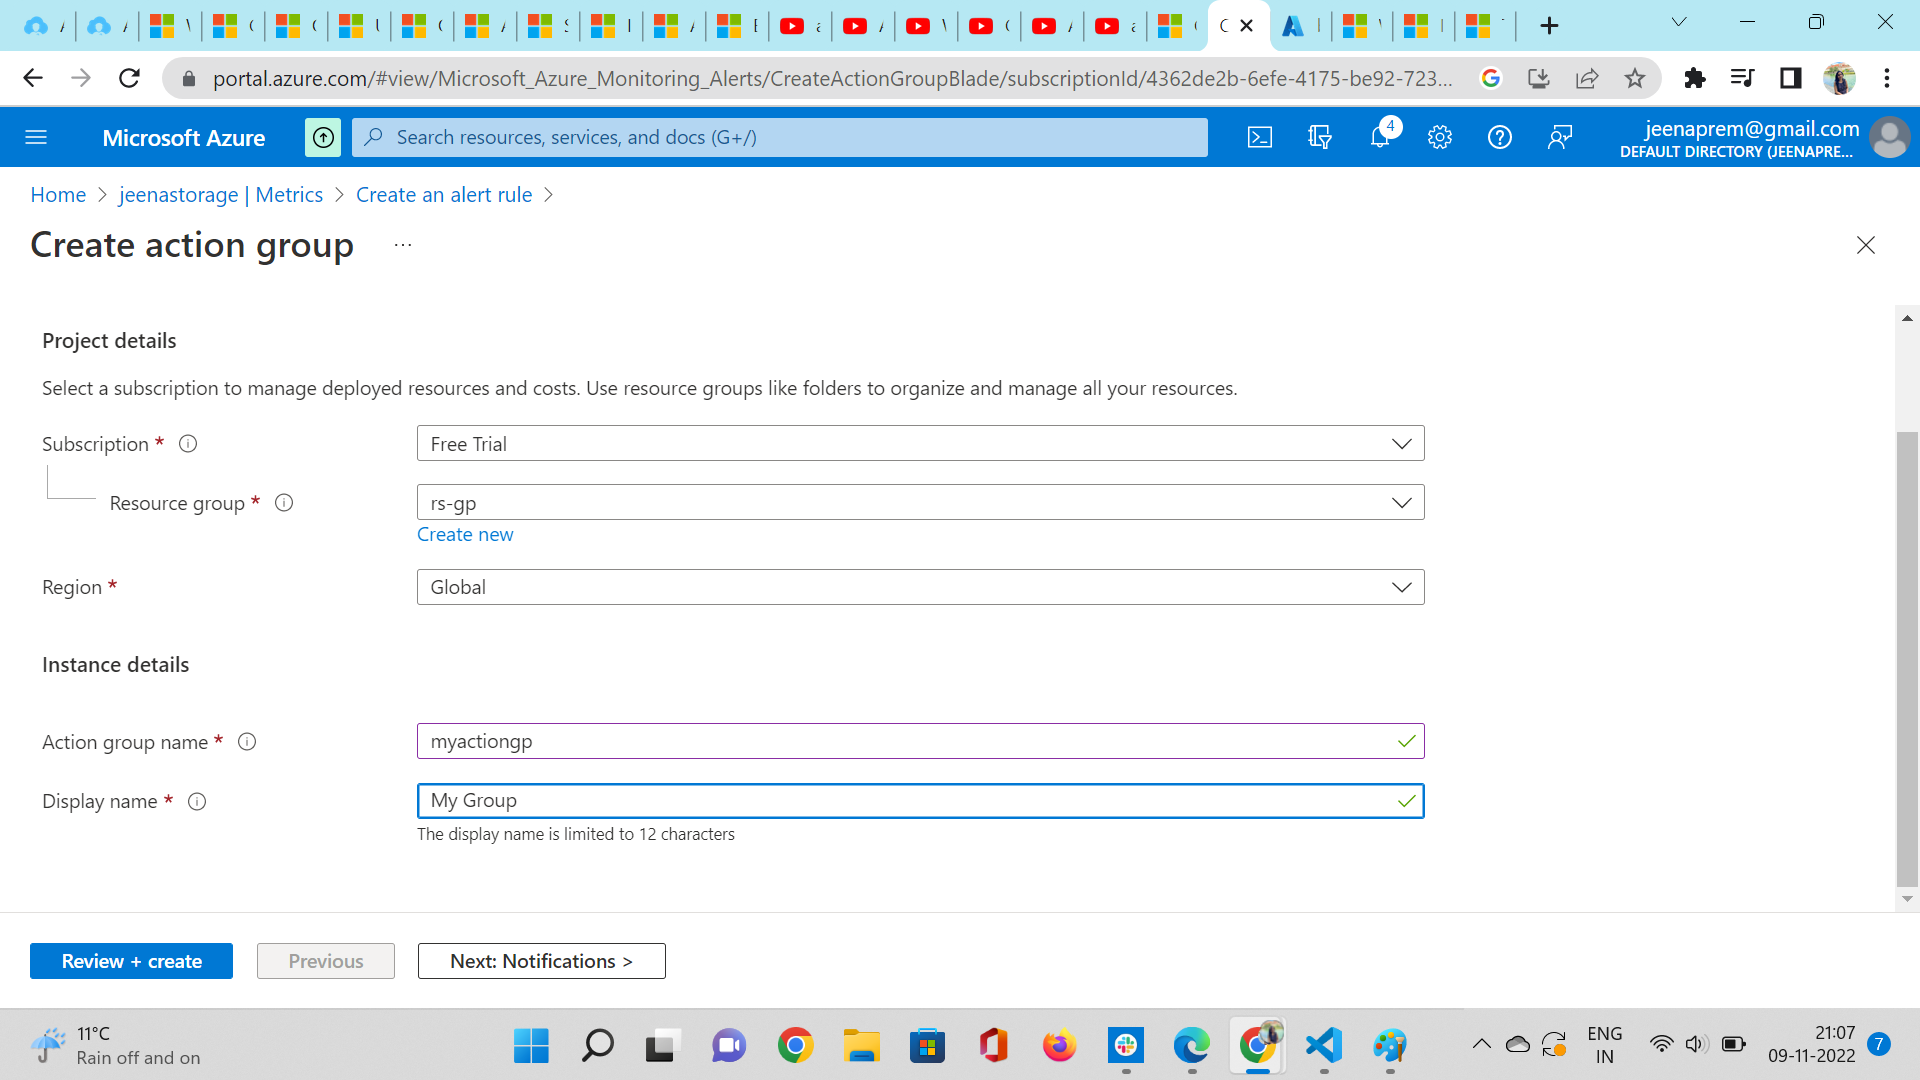 portal.azure.com/#view/Microsoft_Azure_Monitoring_Alerts/CreateActionGroupBlade/subscriptionId/4362de2b-6efe-4175-be92-723...
Microsoft Azure
Search resources, services, and docs (G+/)
4
jeenaprem@gmail.com
DEFAULT DIRECTORY (JEENAPRE...
Home > jeenastorage | Metrics > Create an alert rule >
Create action group ...
Project details
Select a subscription to manage deployed resources and costs. Use resource groups like folders to organize and manage all your resources.
Subscription * Free Trial
Resource group * rs-gp
Create new
Region * Global
Instance details
Action group name * myactiongp
Display name * My Group
The display name is limited to 12 characters
Review + create Previous Next: Notifications >
11°C
Rain off and on
ENG
IN
21:07
09-11-2022
7